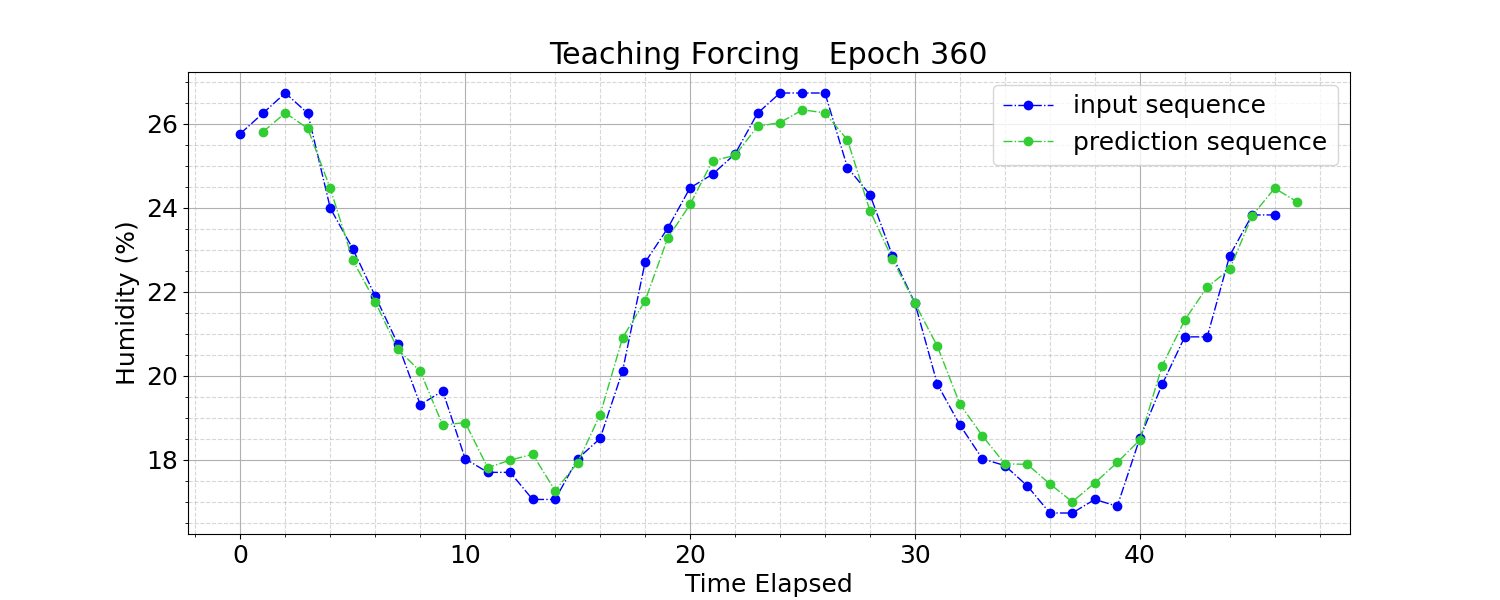 Teaching Forcing   Epoch 360
input sequence
prediction sequence
Humidity (%)
26
24
22
20
18
0 10 20 30 40
Time Elapsed